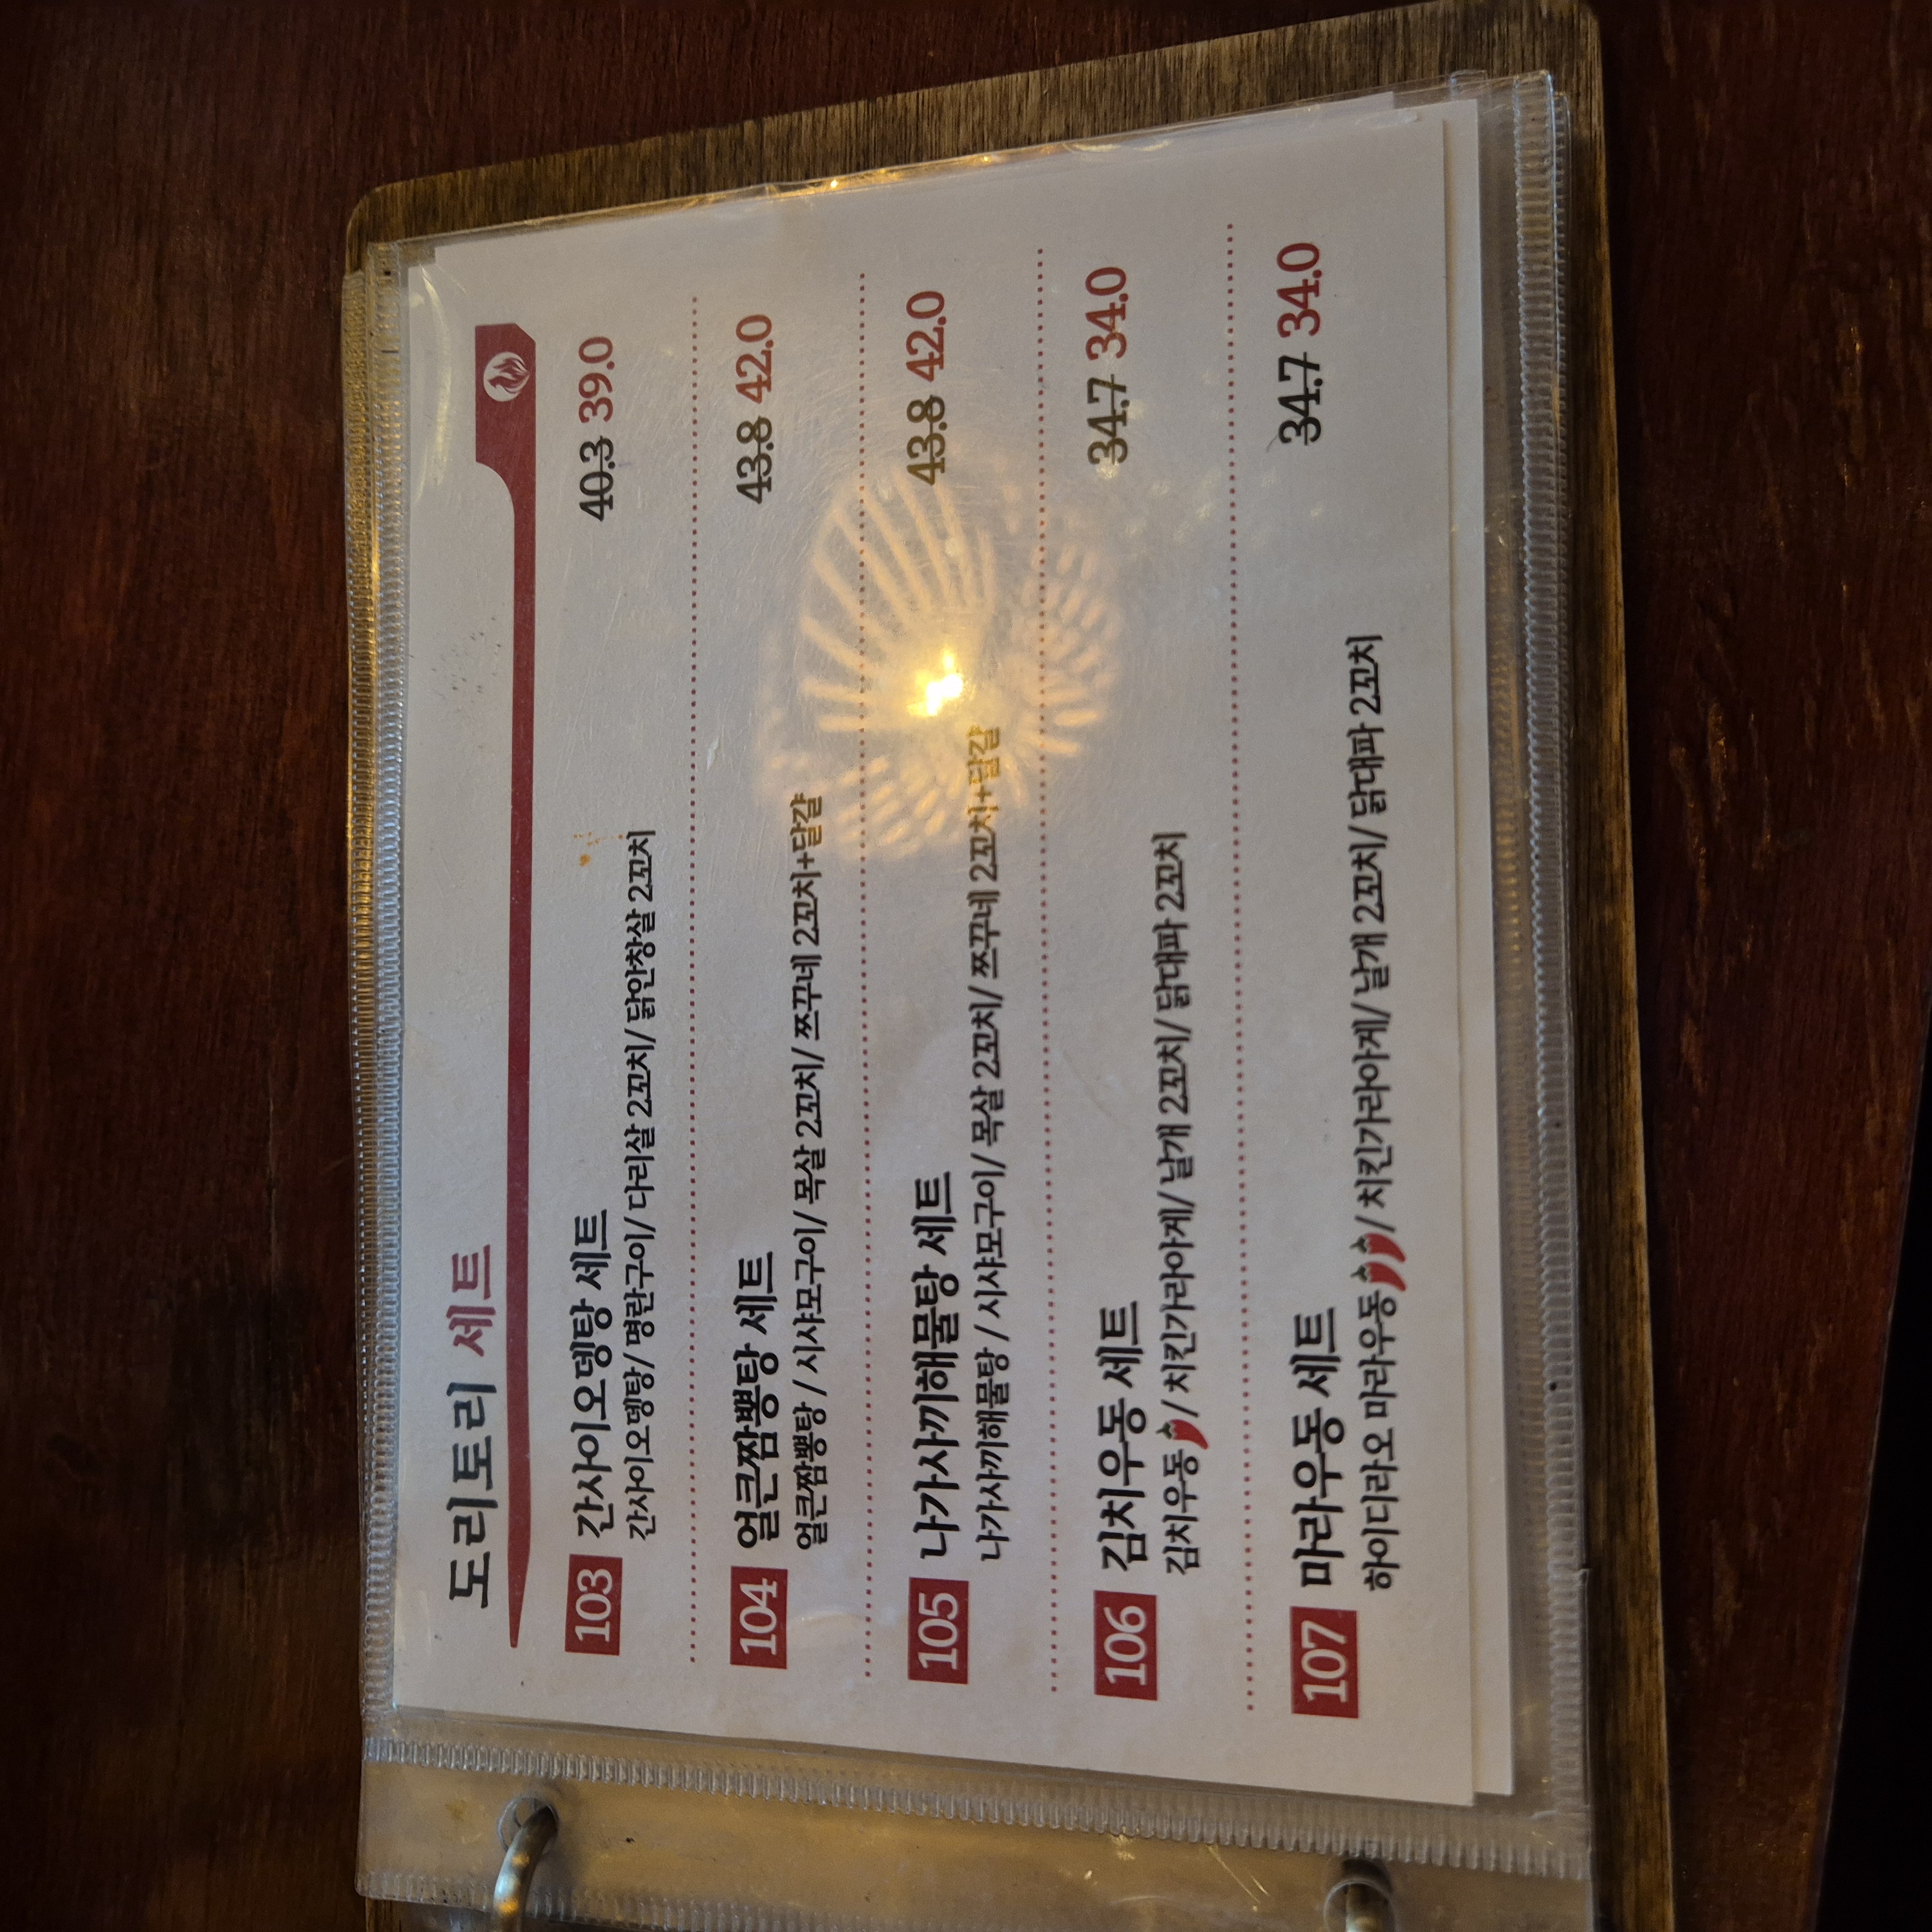 도리토리 세트
103 간사이오뎅탕 세트 40.3 39.0
간사이오뎅탕/ 명란구이/ 다리살 2꼬치/ 닭안창살 2꼬치
104 얼큰짬뽕탕 세트 43.8 42.0
얼큰짬뽕탕 / 시샤모구이/ 목살 2꼬치/ 쯔꾸네 2꼬치+달걀
105 나가사끼해물탕 세트 43.8 42.0
나가사끼해물탕 / 시샤모구이/ 목살 2꼬치/ 쯔꾸네 2꼬치+달걀
106 김치우동 세트 34.7 34.0
김치우동/ 치킨가라아게/ 날개 2꼬치/ 닭대파 2꼬치
107 마라우동 세트 34.7 34.0
하이디라오 마라우동/ 치킨가라아게/ 날개 2꼬치/ 닭대파 2꼬치